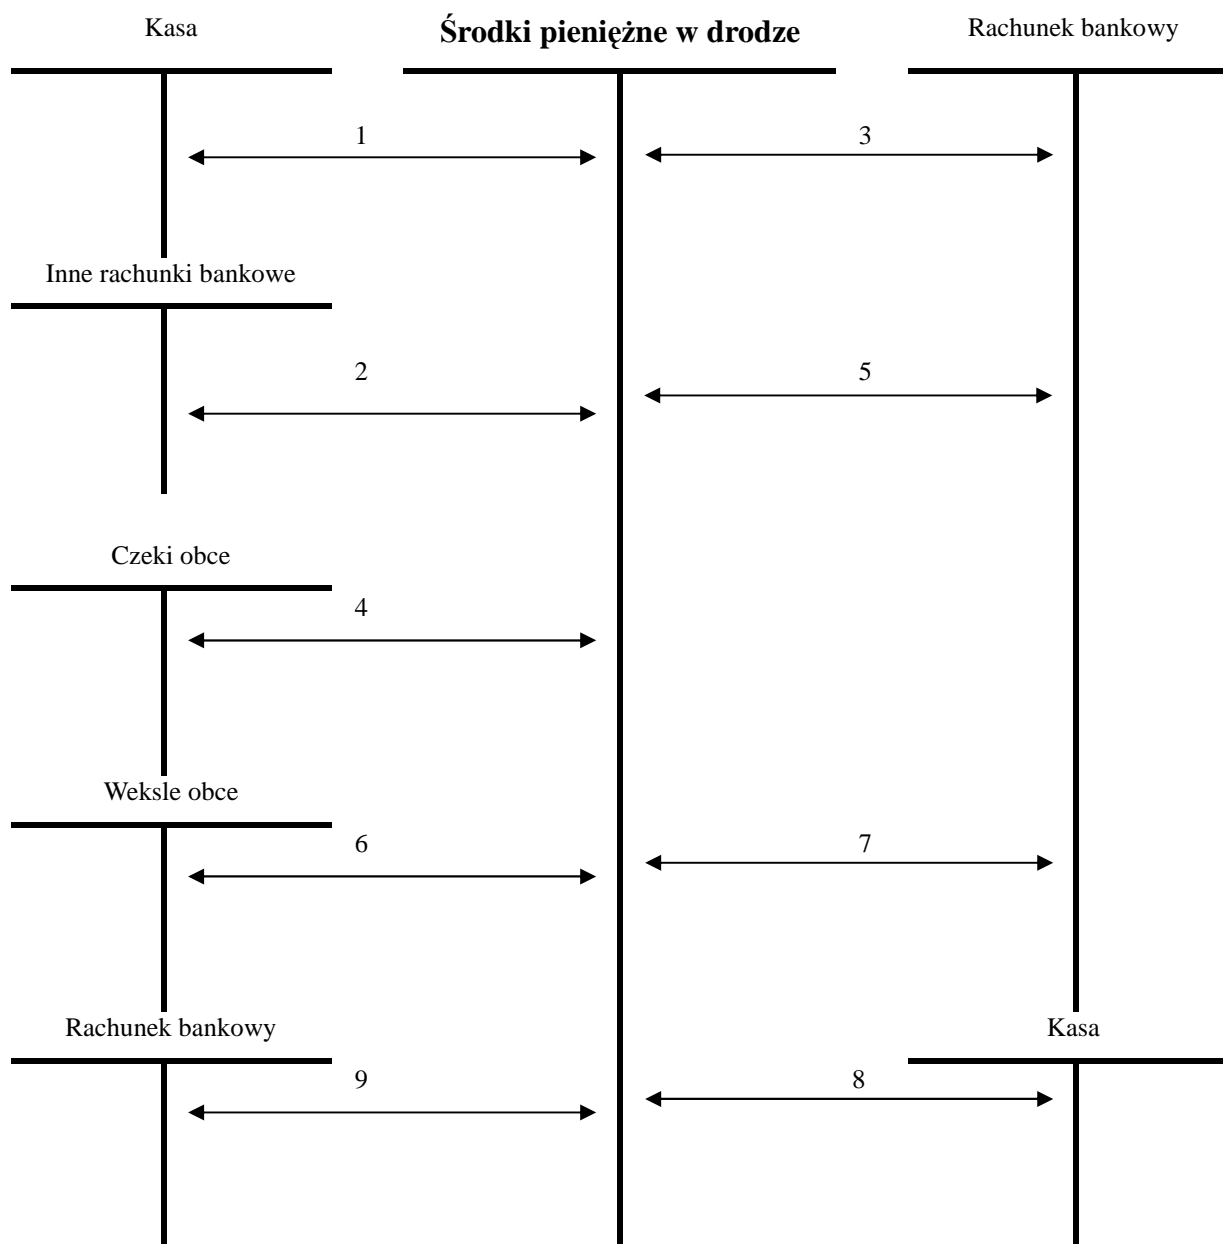 Kasa
Środki pieniężne w drodze
Rachunek bankowy
1
3
Inne rachunki bankowe
2
5
Czeki obce
4
Weksle obce
6
7
Rachunek bankowy
Kasa
9
8